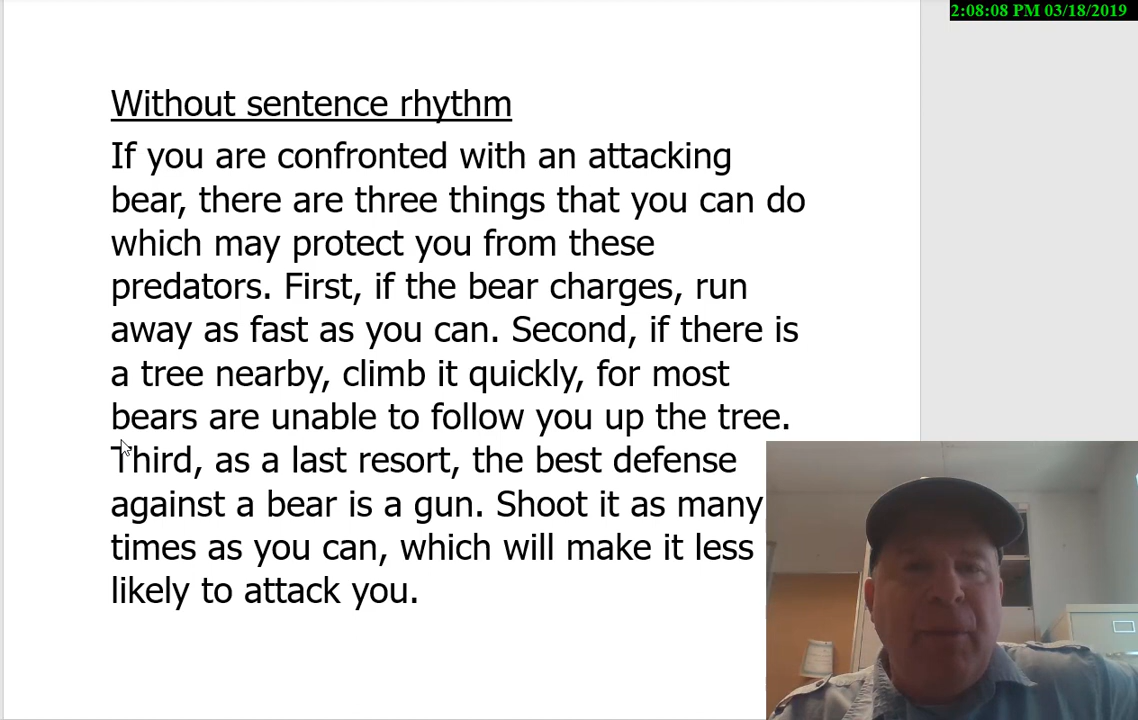 2:08:08 PM 03/18/2019
Without sentence rhythm
If you are confronted with an attacking
bear, there are three things that you can do
which may protect you from these
predators. First, if the bear charges, run
away as fast as you can. Second, if there is
a tree nearby, climb it quickly, for most
bears are unable to follow you up the tree.
Third, as a last resort, the best defense
against a bear is a gun. Shoot it as many
times as you can, which will make it less
likely to attack you.